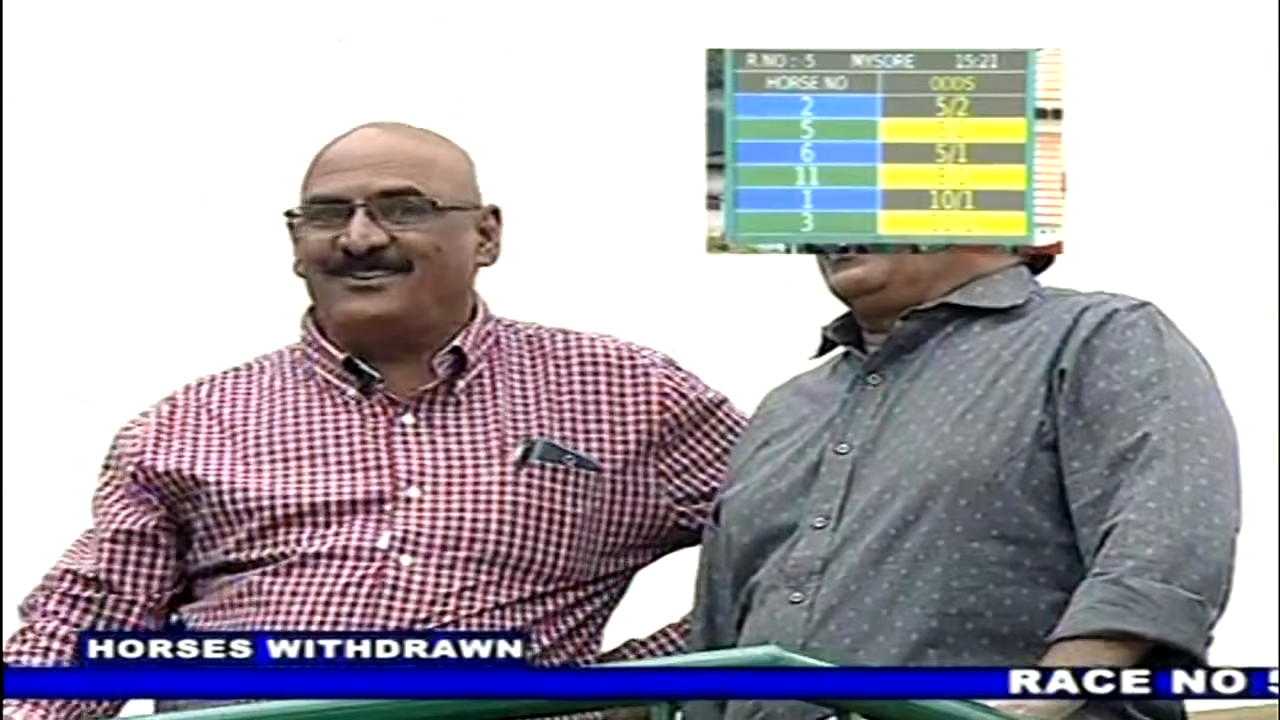 R.NO : 5 MYSORE 15:21
HORSE NO ODDS
2 5/2
5
6 5/1
11
1 10/1
3
HORSES WITHDRAWN
RACE NO 5